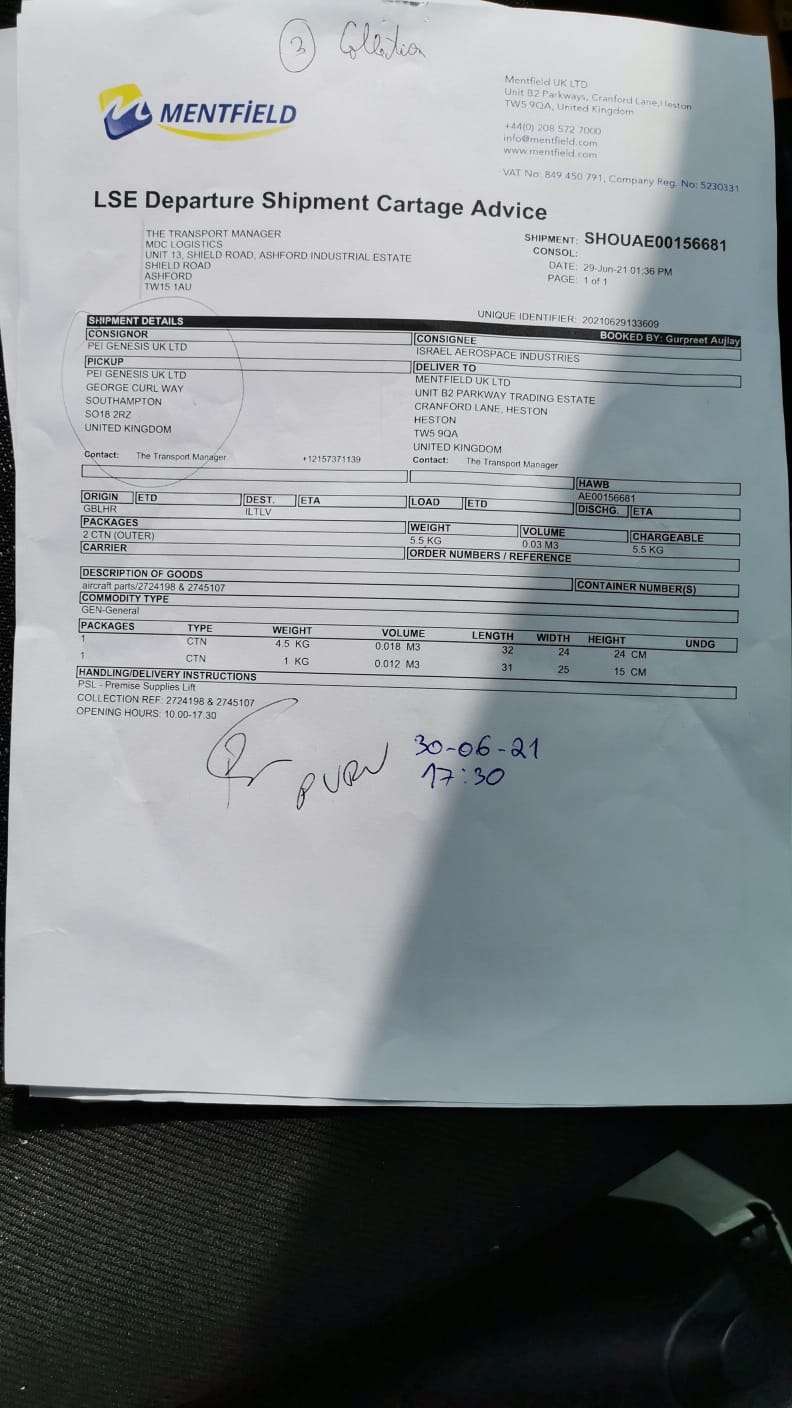 3 Collection
MENTFİELD
Mentfield UK LTD
Unit B2 Parkways, Cranford Lane,Heston
TW5 9QA, United Kingdom
+44(0) 208 572 7000
info@mentfield.com
www.mentfield.com
VAT No: 849 450 791, Company Reg. No: 5230331
LSE Departure Shipment Cartage Advice
THE TRANSPORT MANAGER
MDC LOGISTICS
UNIT 13, SHIELD ROAD, ASHFORD INDUSTRIAL ESTATE
SHIELD ROAD
ASHFORD
TW15 1AU
SHIPMENT: SHOUAE00156681
CONSOL:
DATE: 29-Jun-21 01:36 PM
PAGE: 1 of 1
UNIQUE IDENTIFIER: 20210629133609
SHIPMENT DETAILS BOOKED BY: Gurpreet Aujlay
CONSIGNOR
PEI GENESIS UK LTD
PICKUP
PEI GENESIS UK LTD
GEORGE CURL WAY
SOUTHAMPTON
SO18 2RZ
UNITED KINGDOM
Contact: The Transport Manager +12157371139
CONSIGNEE
ISRAEL AEROSPACE INDUSTRIES
DELIVER TO
MENTFIELD UK LTD
UNIT B2 PARKWAY TRADING ESTATE
CRANFORD LANE, HESTON
HESTON
TW5 9QA
UNITED KINGDOM
Contact: The Transport Manager
HAWB
AE00156681
ORIGIN ETD DEST. ETA LOAD ETD DISCHG. ETA
GBLHR ILTLV
PACKAGES WEIGHT VOLUME CHARGEABLE
2 CTN (OUTER) 5.5 KG 0.03 M3 5.5 KG
CARRIER ORDER NUMBERS / REFERENCE
DESCRIPTION OF GOODS CONTAINER NUMBER(S)
aircraft parts/2724198 & 2745107
COMMODITY TYPE
GEN-General
PACKAGES TYPE WEIGHT VOLUME LENGTH WIDTH HEIGHT UNDG
1 CTN 4.5 KG 0.018 M3 32 24 24 CM
1 CTN 1 KG 0.012 M3 31 25 15 CM
HANDLING/DELIVERY INSTRUCTIONS
PSL - Premise Supplies Lift
COLLECTION REF: 2724198 & 2745107
OPENING HOURS: 10.00-17.30
30-06-21
17:30